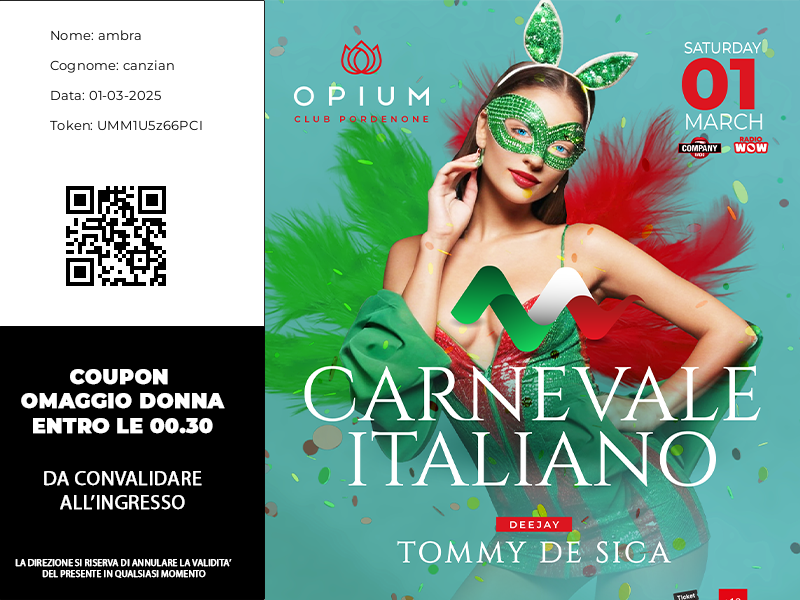 Nome: ambra
Cognome: canzian
Data: 01-03-2025
Token: UMM1U5z66PCI
COUPON
OMAGGIO DONNA
ENTRO LE 00.30
DA CONVALIDARE
ALL'INGRESSO
LA DIREZIONE SI RISERVA DI ANNULARE LA VALIDITA'
DEL PRESENTE IN QUALSIASI MOMENTO
OPIUM
CLUB PORDENONE
SATURDAY
01
MARCH
COMPANY
RADIO
WOW
CARNEVALE
ITALIANO
DEEJAY
TOMMY DE SICA
Ticket